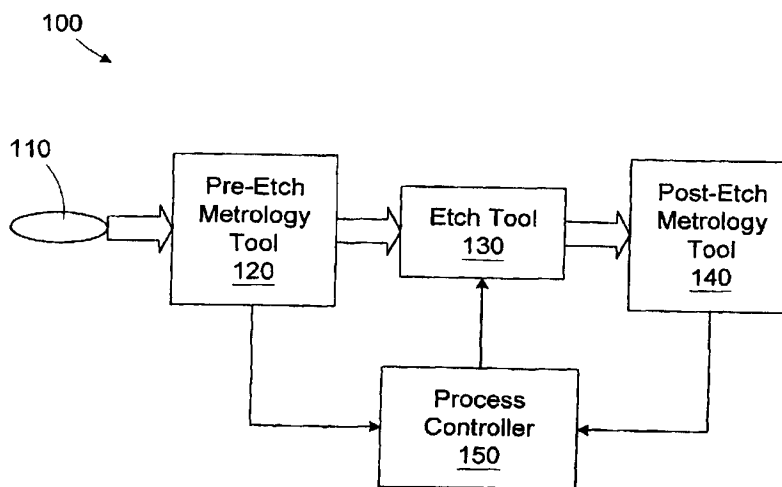 100
110
Pre-Etch
Metrology
Tool
120
Etch Tool
130
Post-Etch
Metrology
Tool
140
Process
Controller
150